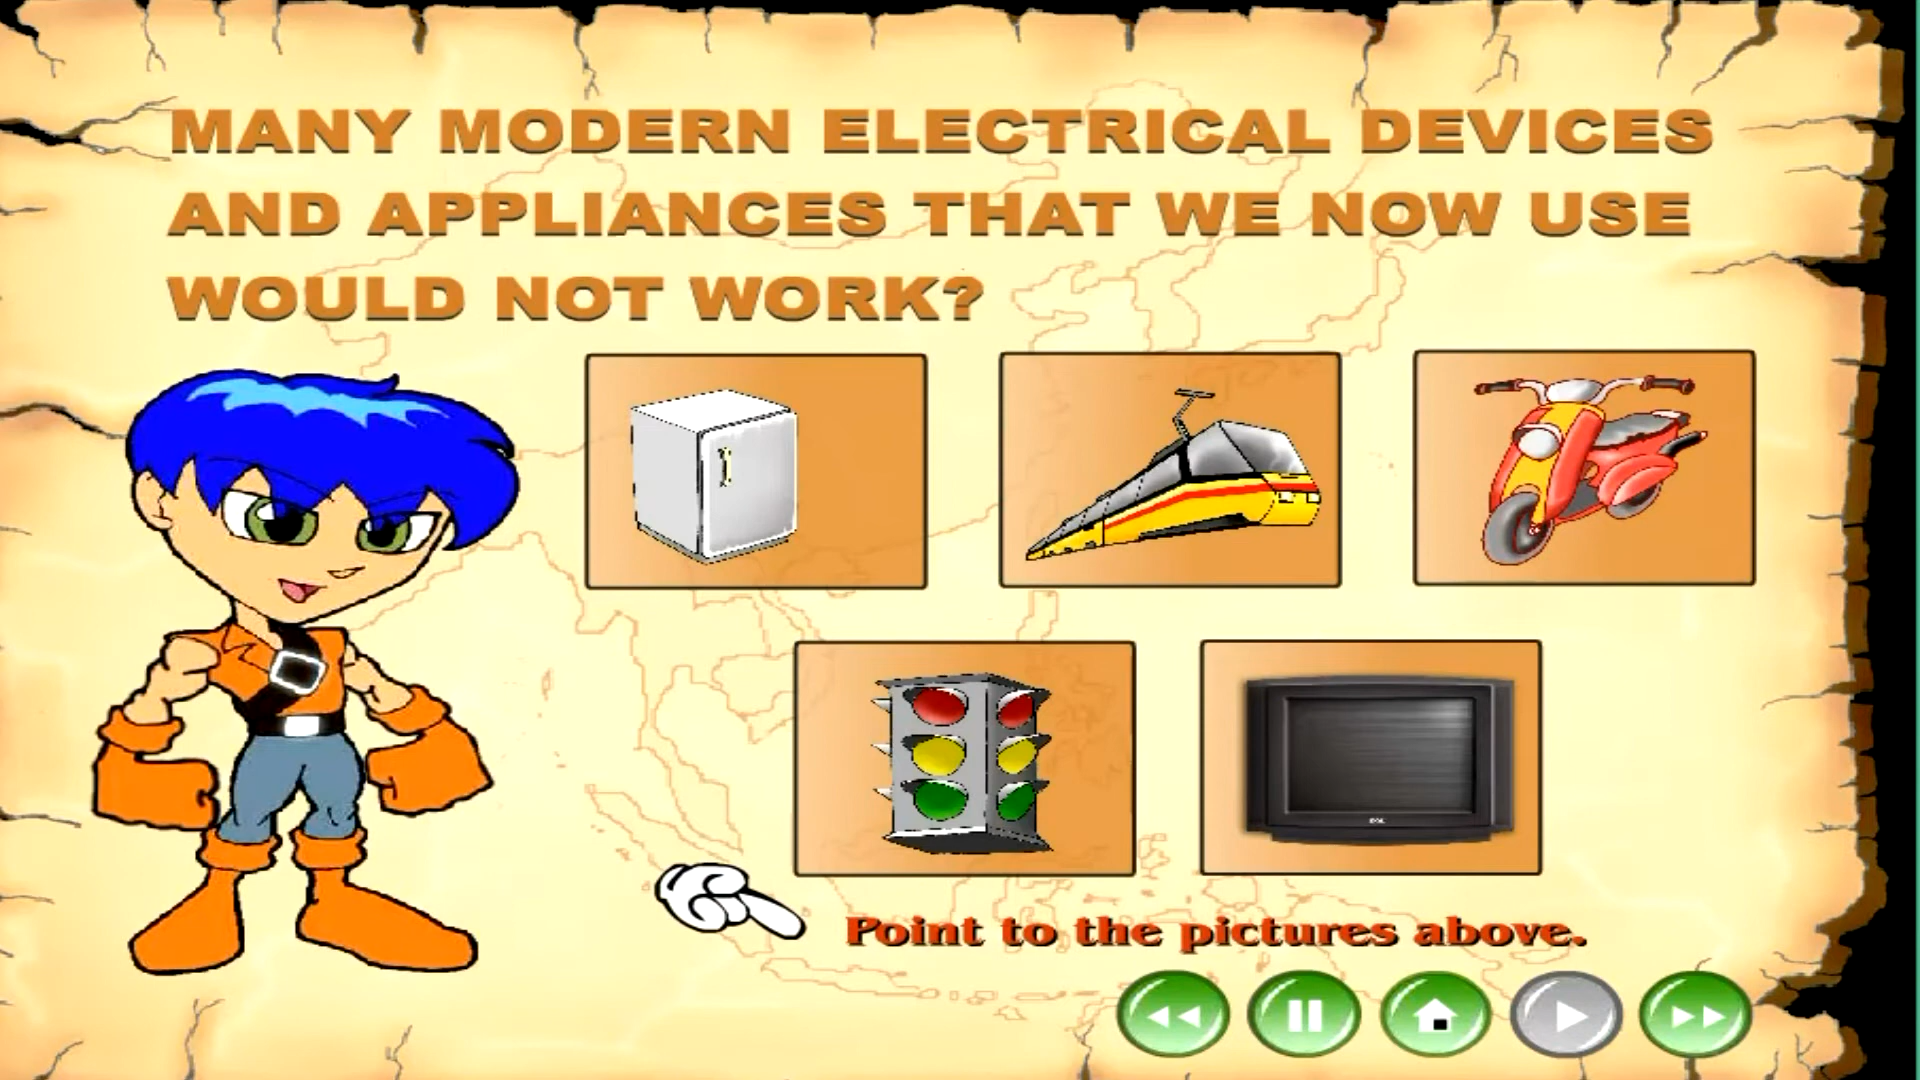 MANY MODERN ELECTRICAL DEVICES
AND APPLIANCES THAT WE NOW USE
WOULD NOT WORK?
Point to the pictures above.